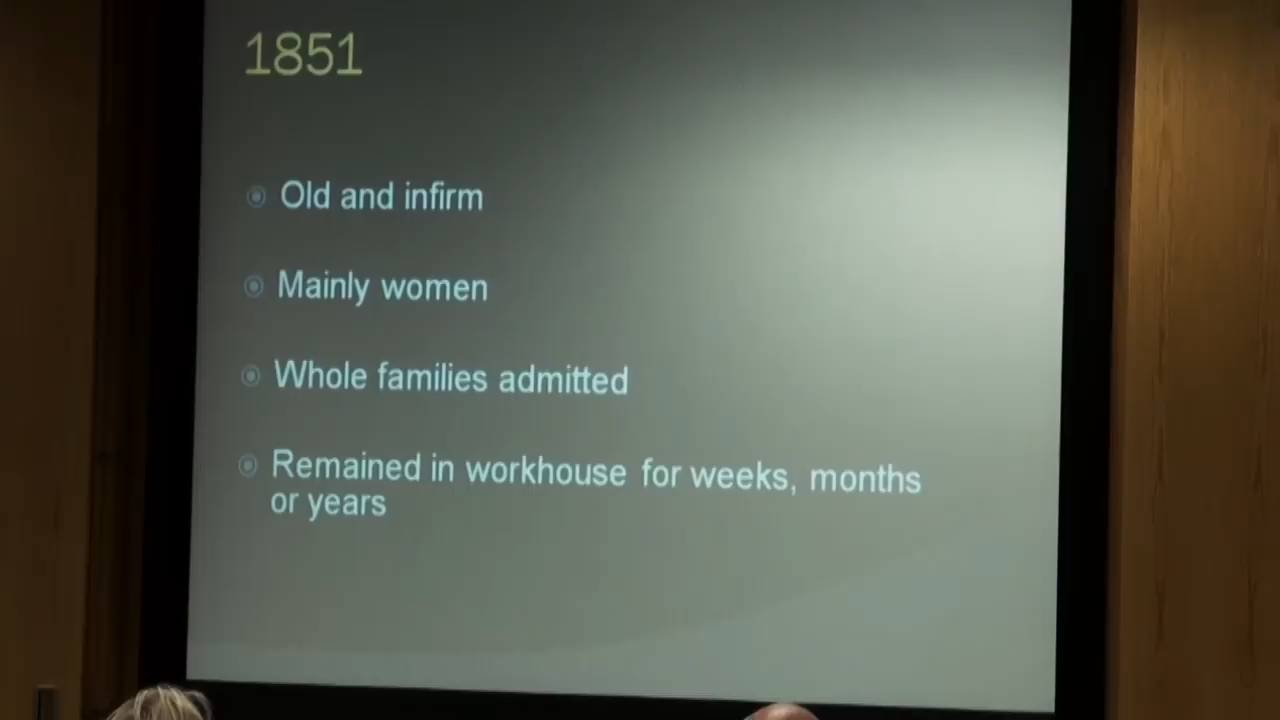 1851
Old and infirm
Mainly women
Whole families admitted
Remained in workhouse for weeks, months
or years